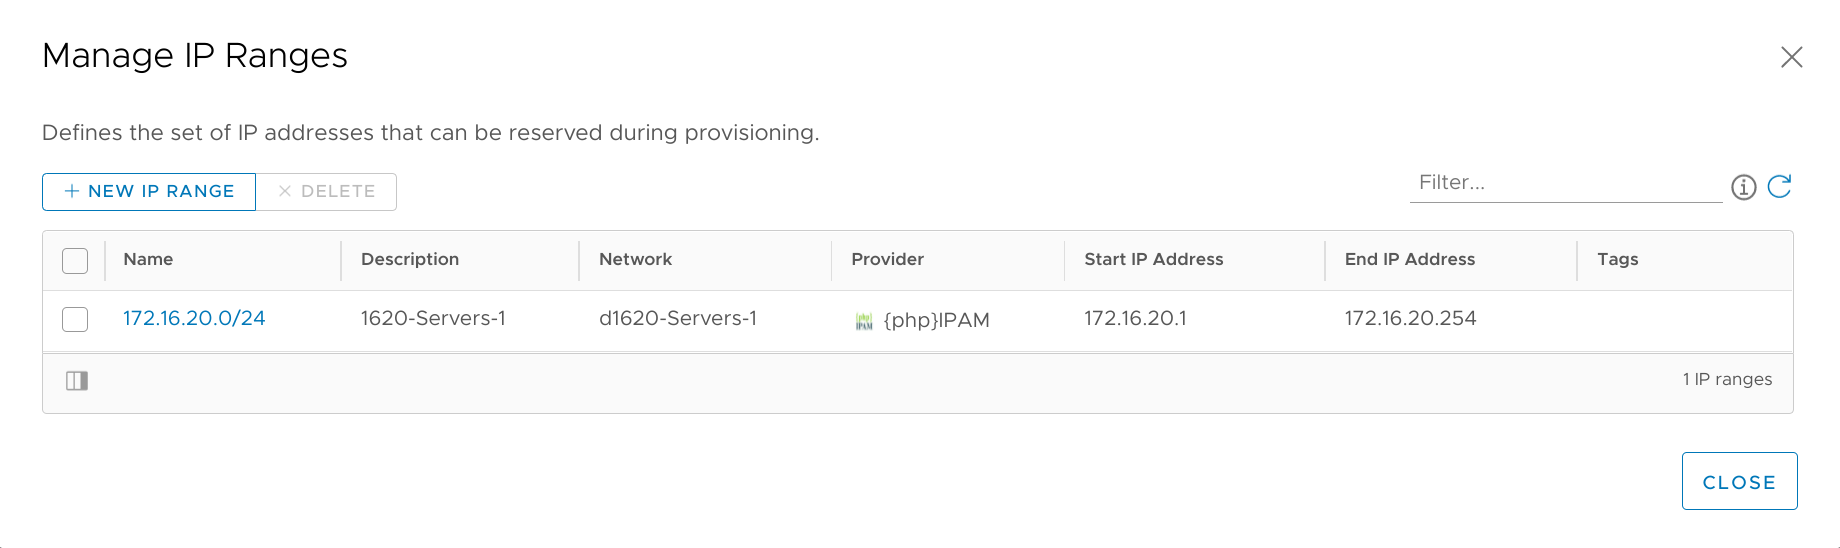 Manage IP Ranges
Defines the set of IP addresses that can be reserved during provisioning.
+ NEW IP RANGE × DELETE Filter...
Name Description Network Provider Start IP Address End IP Address Tags
172.16.20.0/24 1620-Servers-1 d1620-Servers-1 php IPAM {php}IPAM 172.16.20.1 172.16.20.254
1 IP ranges
CLOSE